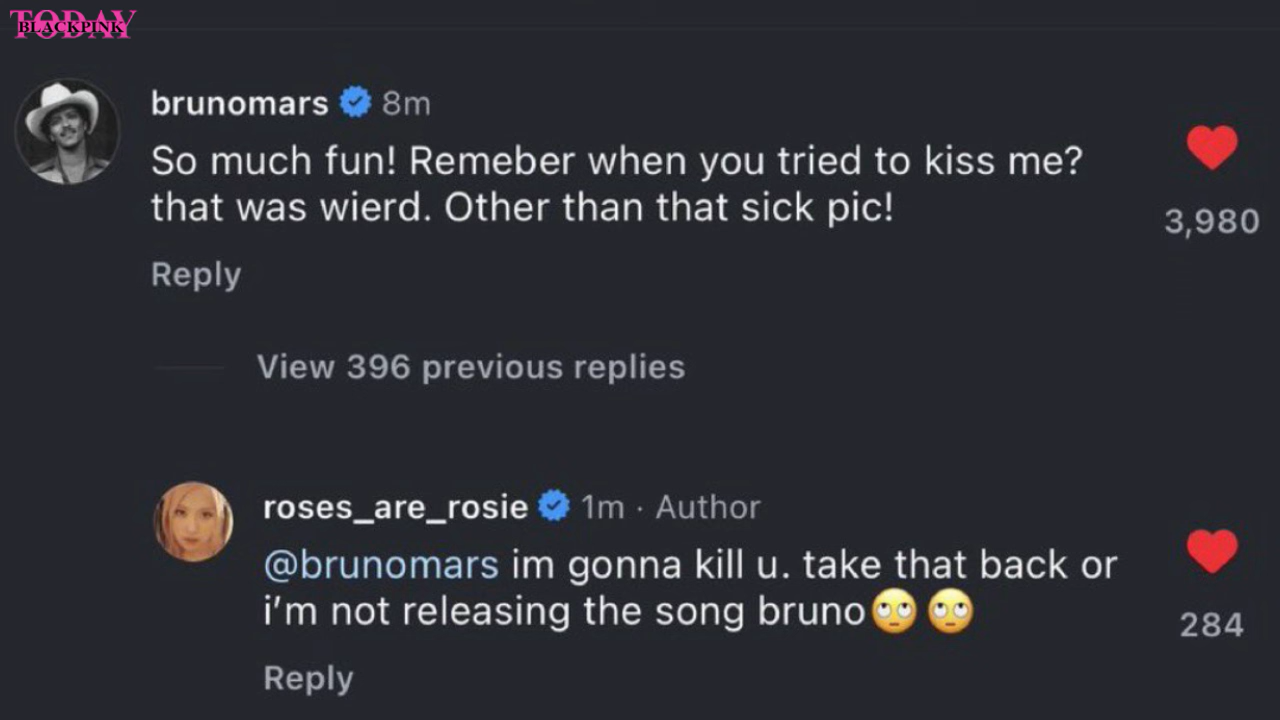 TODAY
BLACKPINK
brunomars 8m
So much fun! Remeber when you tried to kiss me?
that was wierd. Other than that sick pic!
3,980
Reply
View 396 previous replies
roses_are_rosie 1m · Author
@brunomars im gonna kill u. take that back or
i’m not releasing the song bruno🙄🙄
284
Reply